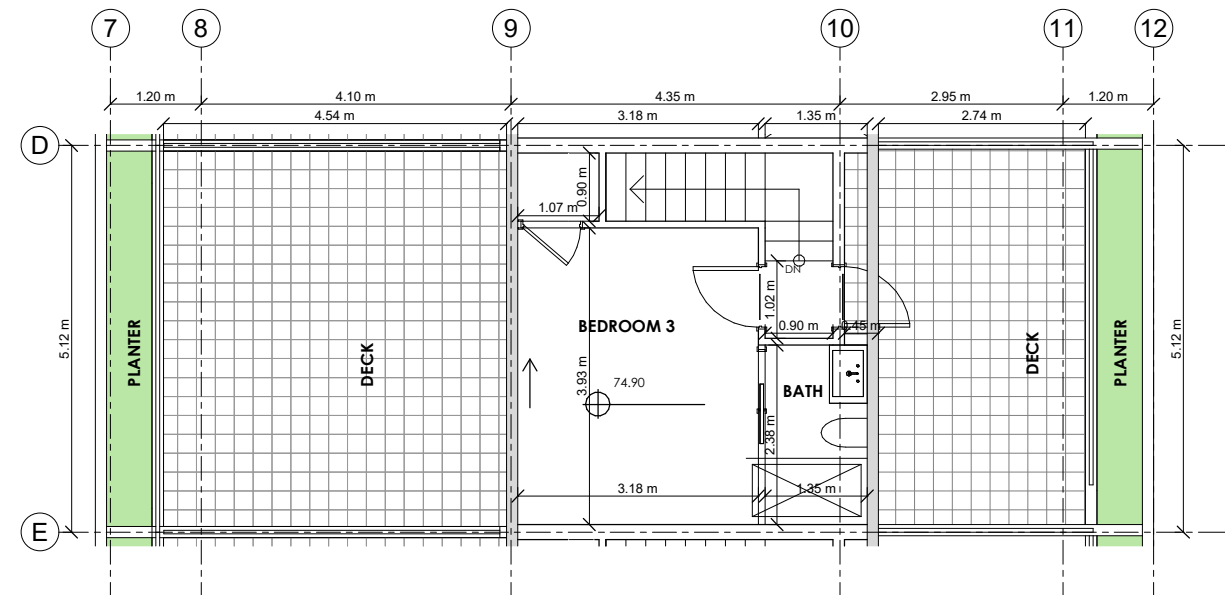 7
8
9
10
11
12
1.20 m
4.10 m
4.35 m
2.95 m
1.20 m
4.54 m
3.18 m
1.35 m
2.74 m
D
0.90 m
1.07 m
DN
1.02 m
0.90 m
0.45 m
BEDROOM 3
5.12 m
PLANTER
DECK
3.93 m
74.90
BATH
2.38 m
DECK
PLANTER
5.12 m
3.18 m
1.35 m
E